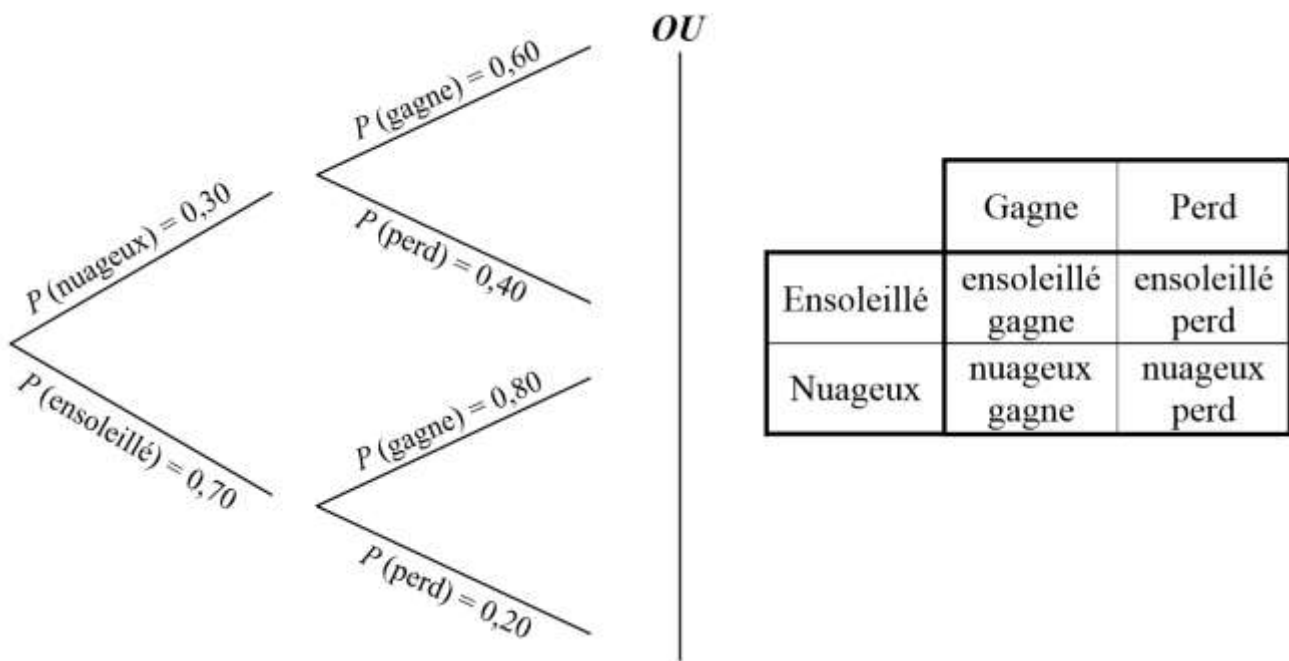 OU
P (gagne) = 0,60
P (nuageux) = 0,30
P (perd) = 0,40
P (ensoleillé) = 0,70
P (gagne) = 0,80
P (perd) = 0,20
Gagne Perd
Ensoleillé
ensoleillé
gagne
ensoleillé
perd
Nuageux
nuageux
gagne
nuageux
perd